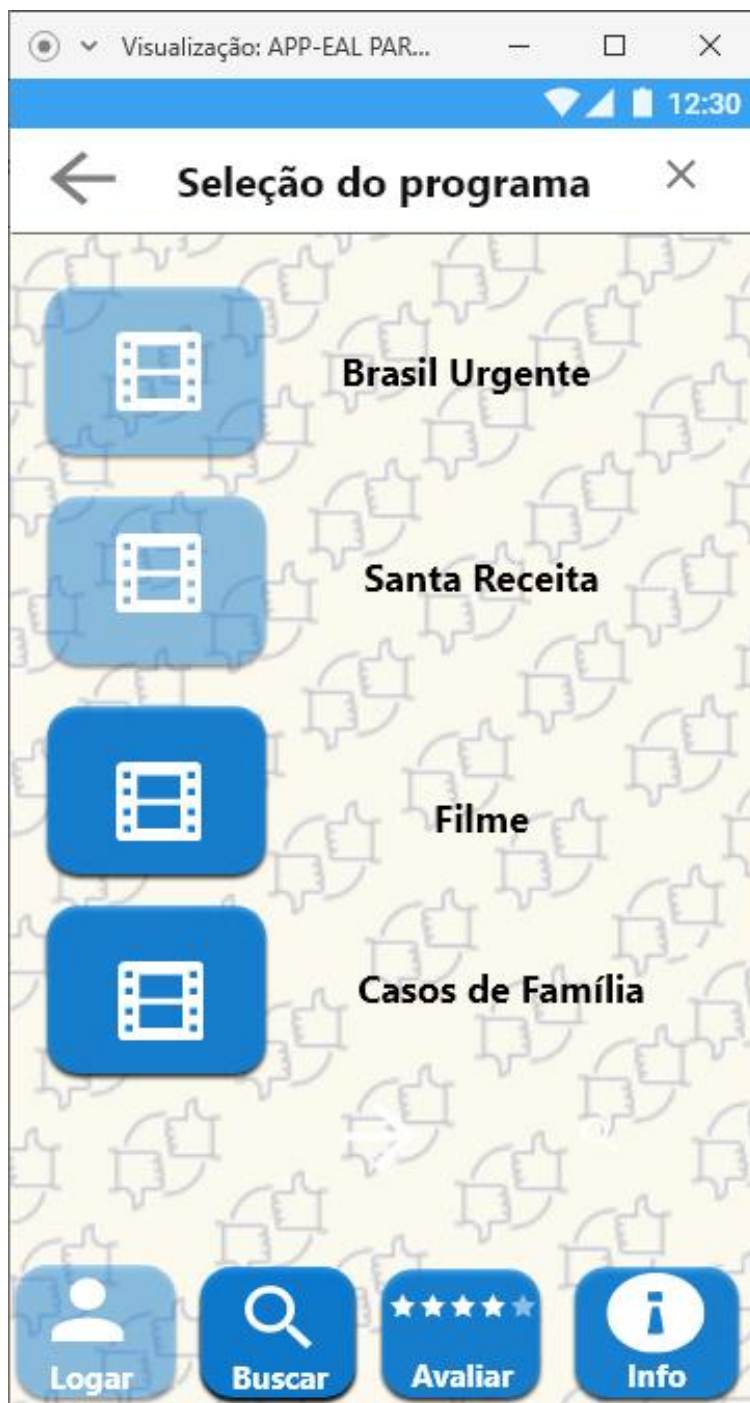 Visualização: APP-EAL PAR...
12:30
Seleção do programa
Brasil Urgente
Santa Receita
Filme
Casos de Família
Logar
Buscar
Avaliar
Info